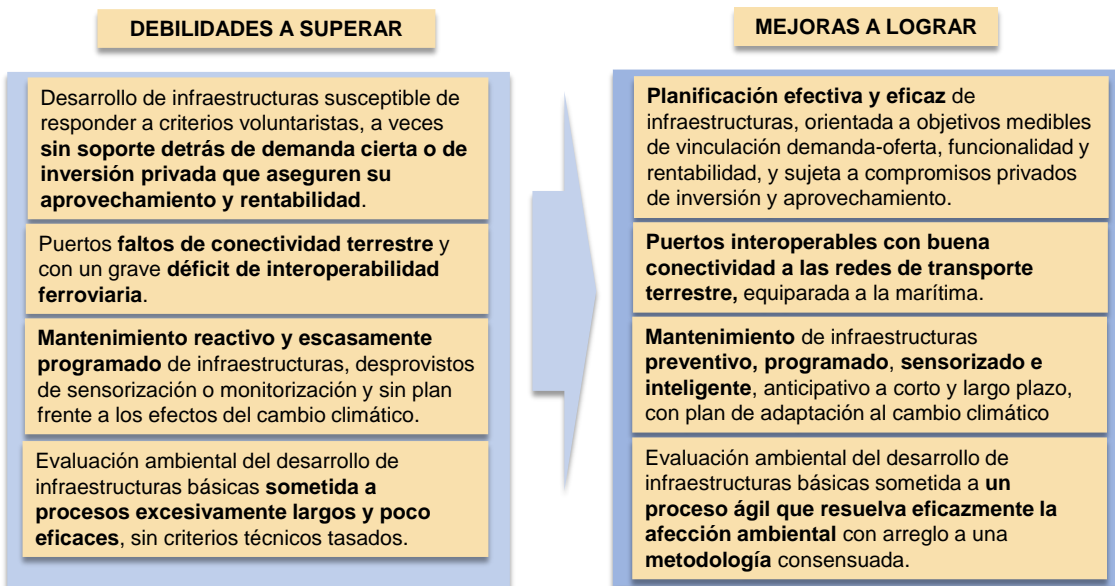 DEBILIDADES A SUPERAR
Desarrollo de infraestructuras susceptible de
responder a criterios voluntaristas, a veces
sin soporte detrás de demanda cierta o de
inversión privada que aseguren su
aprovechamiento y rentabilidad.
Puertos faltos de conectividad terrestre y
con un grave déficit de interoperabilidad
ferroviaria.
Mantenimiento reactivo y escasamente
programado de infraestructuras, desprovistos
de sensorización o monitorización y sin plan
frente a los efectos del cambio climático.
Evaluación ambiental del desarrollo de
infraestructuras básicas sometida a
procesos excesivamente largos y poco
eficaces, sin criterios técnicos tasados.
MEJORAS A LOGRAR
Planificación efectiva y eficaz de
infraestructuras, orientada a objetivos medibles
de vinculación demanda-oferta, funcionalidad y
rentabilidad, y sujeta a compromisos privados
de inversión y aprovechamiento.
Puertos interoperables con buena
conectividad a las redes de transporte
terrestre, equiparada a la marítima.
Mantenimiento de infraestructuras
preventivo, programado, sensorizado e
inteligente, anticipativo a corto y largo plazo,
con plan de adaptación al cambio climático
Evaluación ambiental del desarrollo de
infraestructuras básicas sometida a un
proceso ágil que resuelva eficazmente la
afección ambiental con arreglo a una
metodología consensuada.